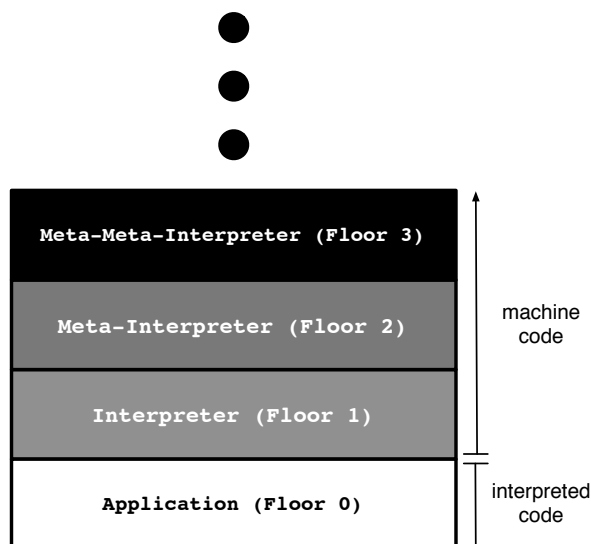 Meta-Meta-Interpreter (Floor 3)
Meta-Interpreter (Floor 2)
machine
code
Interpreter (Floor 1)
interpreted
code
Application (Floor 0)